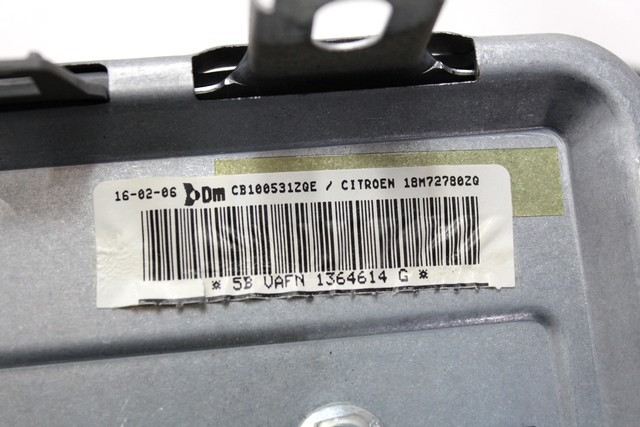 16-02-06 Dm CB100531ZQE / CITROEN 18M72780ZQ
* 5B VAFN 1364614 G *